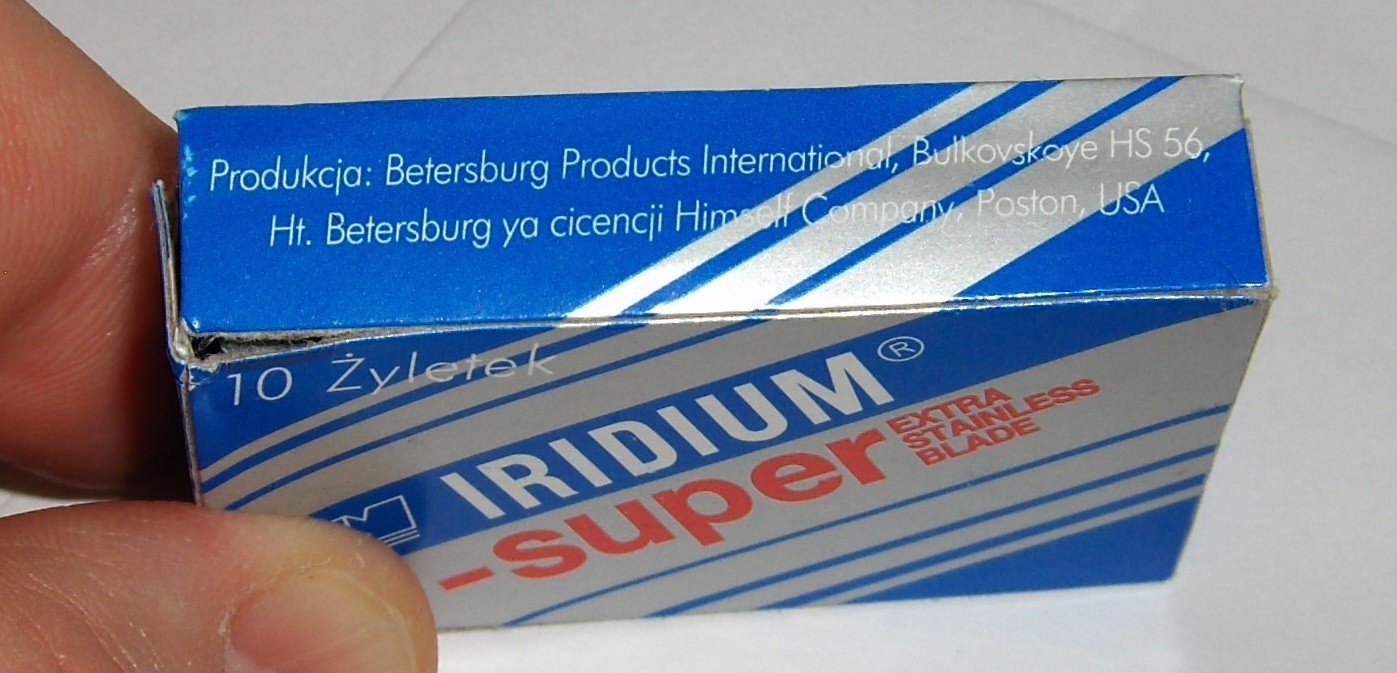 Produkcja: Betersburg Products International, Bulkovskoye HS 56,
Ht. Betersburg ya cicencji Himself Company, Poston, USA
10 Żyletek
IRIDIUM®
-super
EXTRA
STAINLESS
BLADE